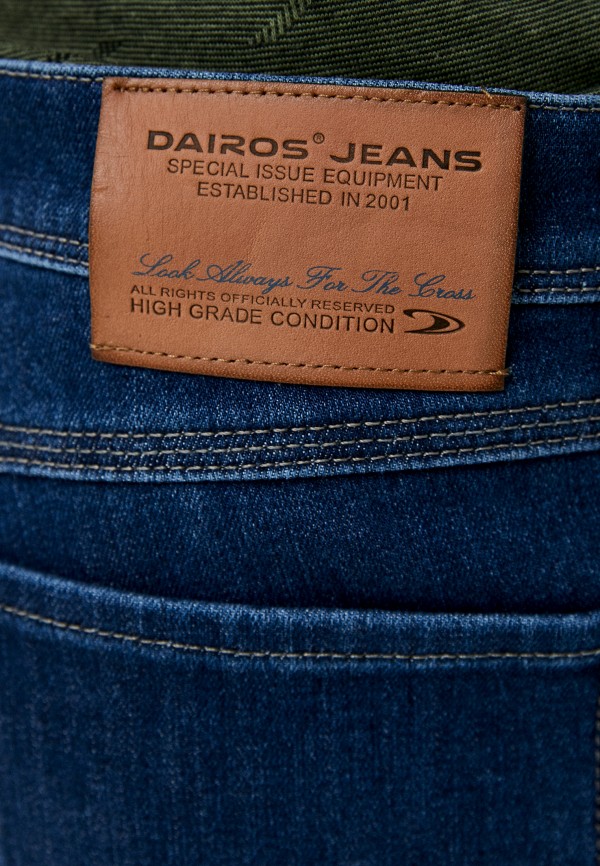 DAIROS® JEANS
SPECIAL ISSUE EQUIPMENT
ESTABLISHED IN 2001
Look Always For The Cross
ALL RIGHTS OFFICIALLY RESERVED
HIGH GRADE CONDITION